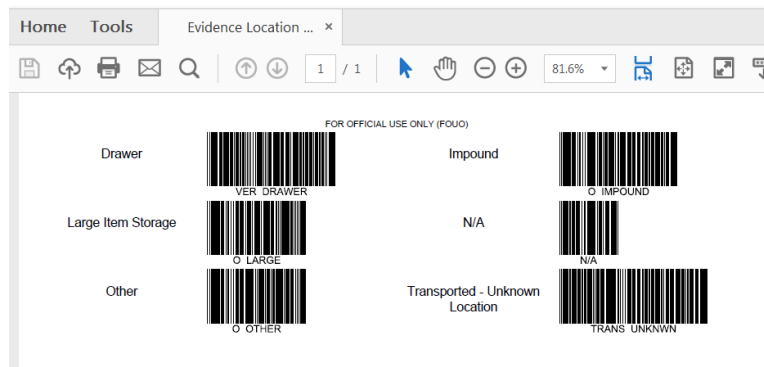 Home Tools Evidence Location ... ×
1 / 1 81.6%
FOR OFFICIAL USE ONLY (FOUO)
Drawer
VER DRAWER
Impound
O IMPOUND
Large Item Storage
O LARGE
N/A
N/A
Other
O OTHER
Transported - Unknown
Location
TRANS UNKNWN